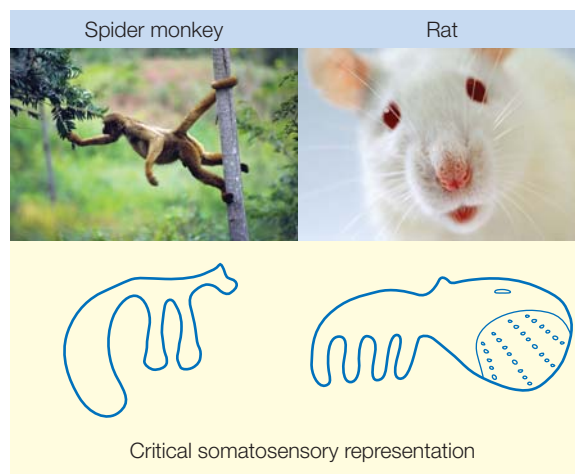 Spider monkey
Rat
Critical somatosensory representation